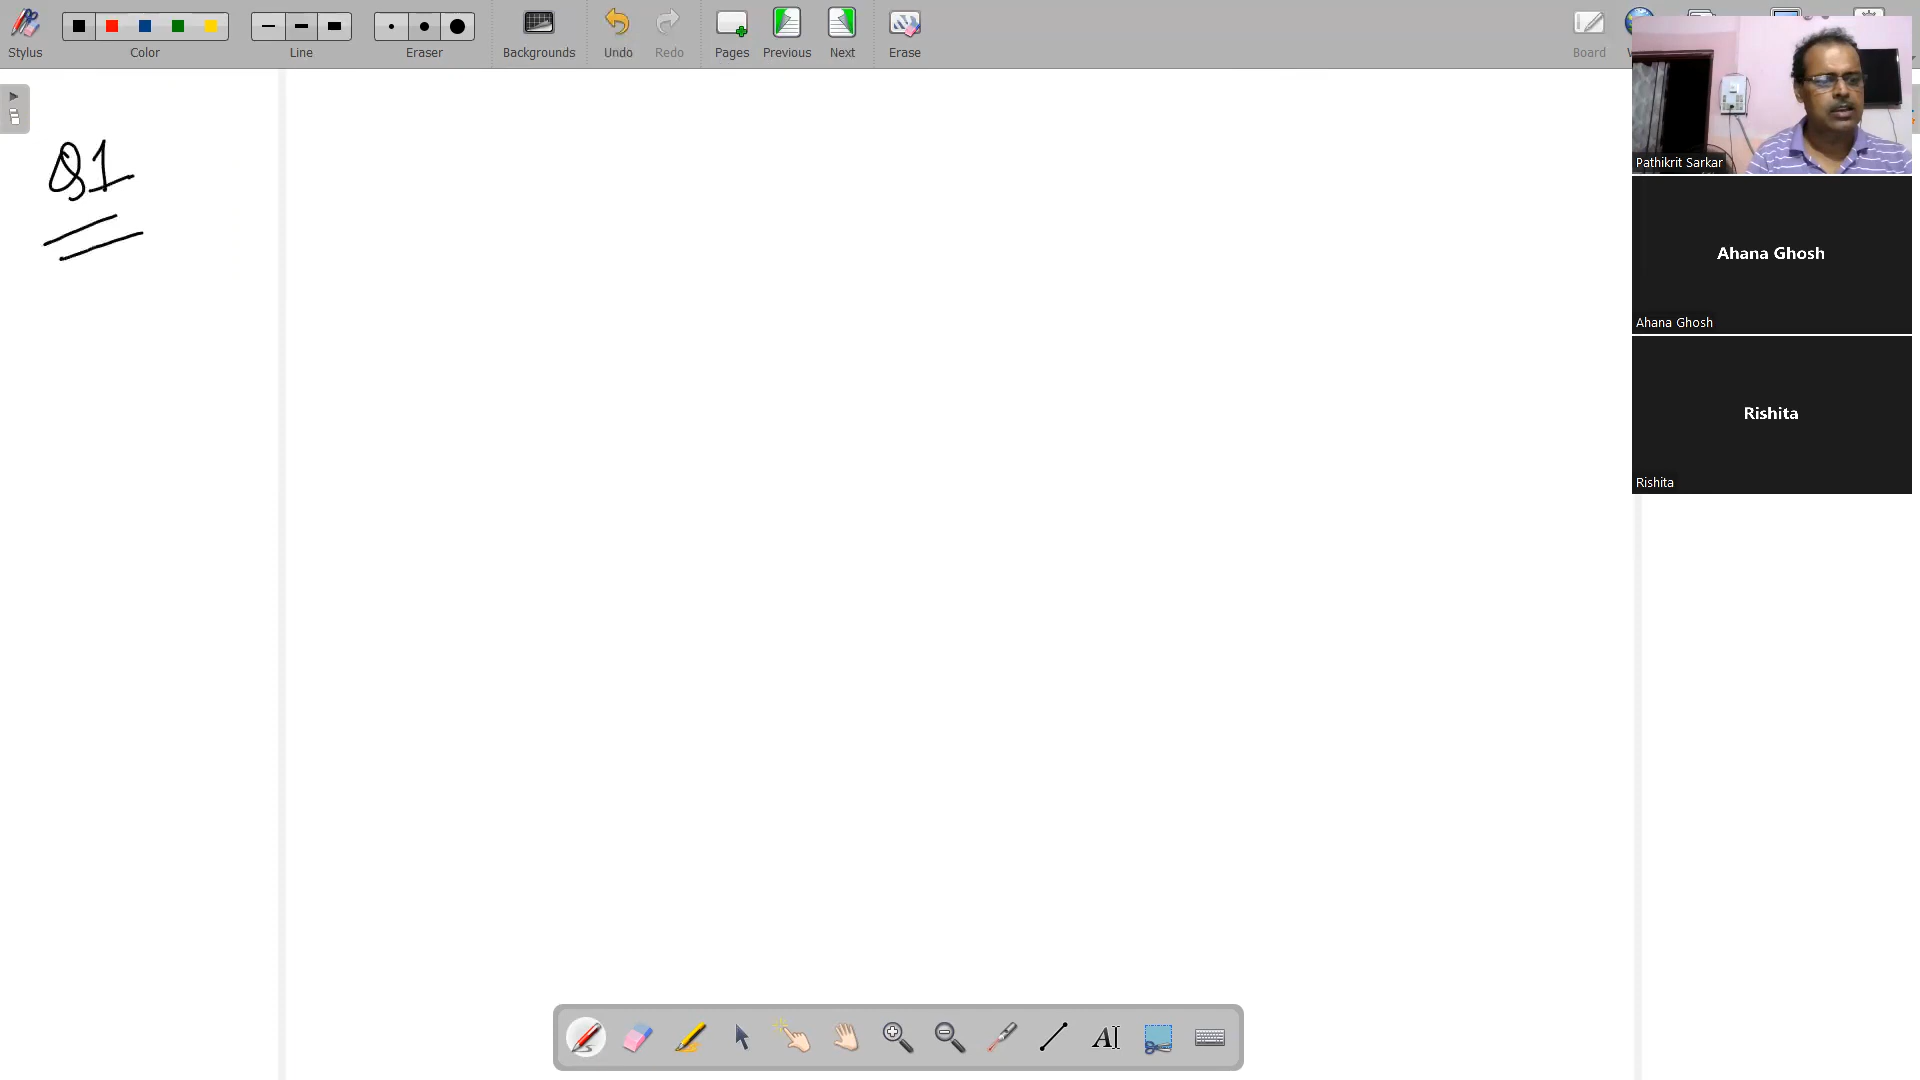 Stylus Color Line Eraser Backgrounds Undo Redo Pages Previous Next Erase Board
Q1
Pathikrit Sarkar
Ahana Ghosh
Ahana Ghosh
Rishita
Rishita
AI